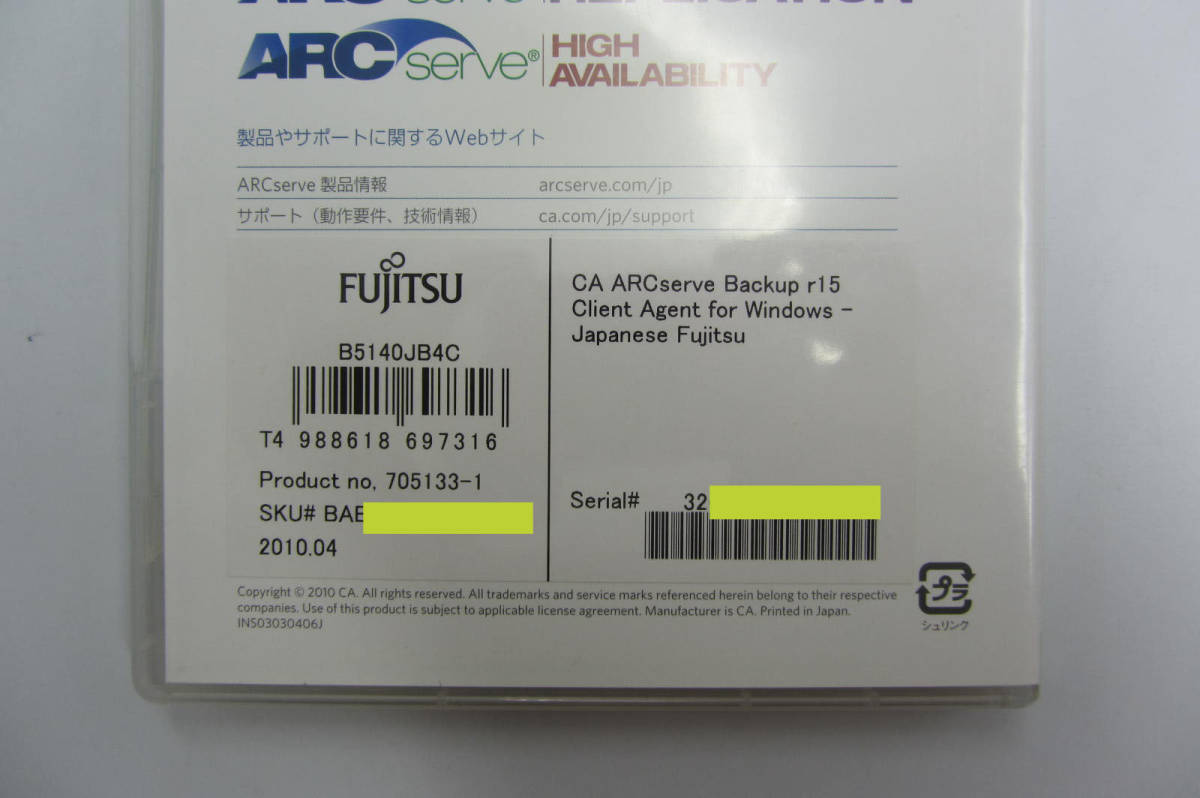 ARCserve REPLICATION
ARCserve® HIGH AVAILABILITY
製品やサポートに関するWebサイト
ARCserve 製品情報 arcserve.com/jp
サポート（動作要件、技術情報） ca.com/jp/support
FUJITSU
B5140JB4C
T4 988618 697316
Product no. 705133-1
SKU# BAB
2010.04
CA ARCserve Backup r15
Client Agent for Windows -
Japanese Fujitsu
Serial# 32
Copyright © 2010 CA. All rights reserved. All trademarks and service marks referenced herein belong to their respective
companies. Use of this product is subject to applicable license agreement. Manufacturer is CA. Printed in Japan.
INS03030406J
プラ
シュリンク